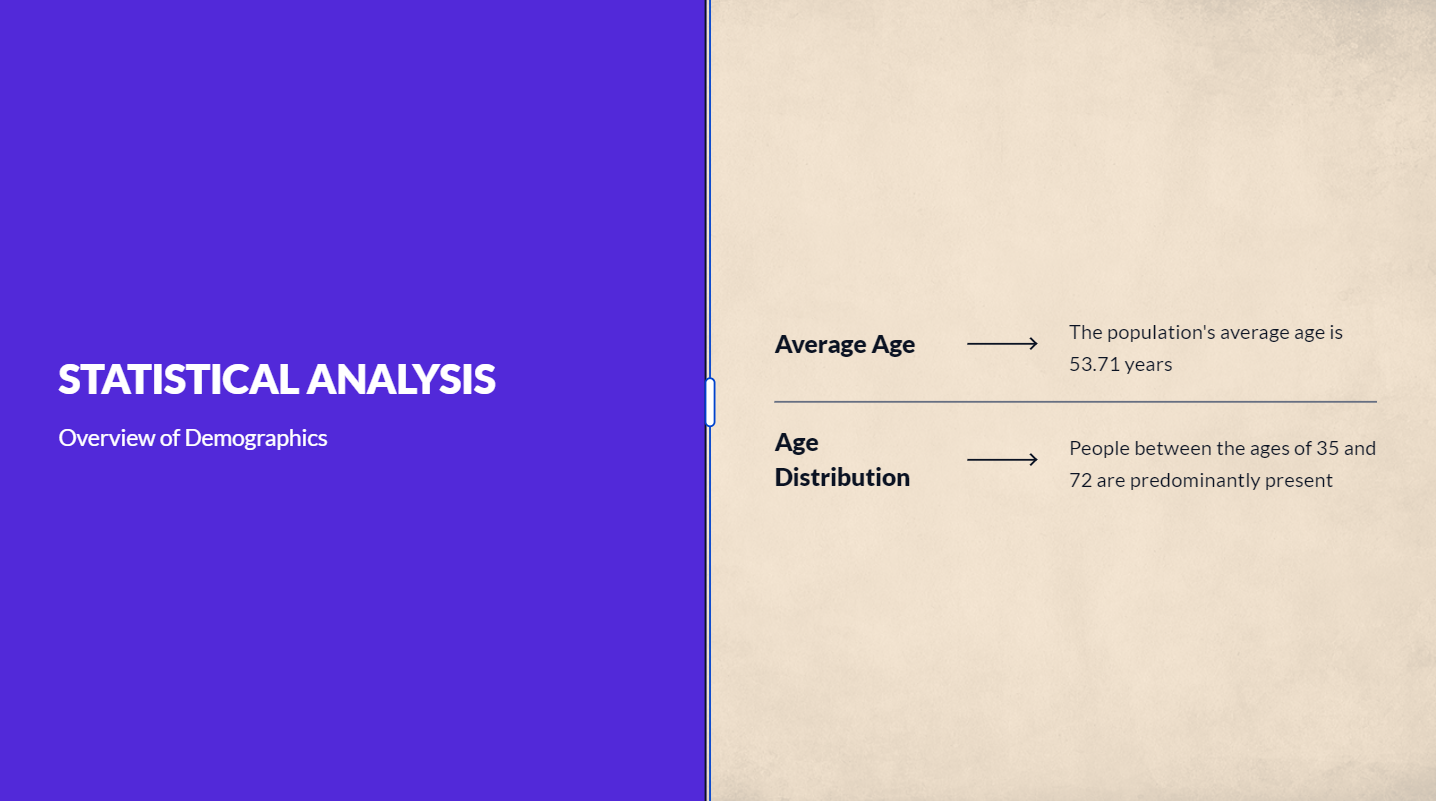 STATISTICAL ANALYSIS
Overview of Demographics
Average Age
The population's average age is
53.71 years
Age
Distribution
People between the ages of 35 and
72 are predominantly present